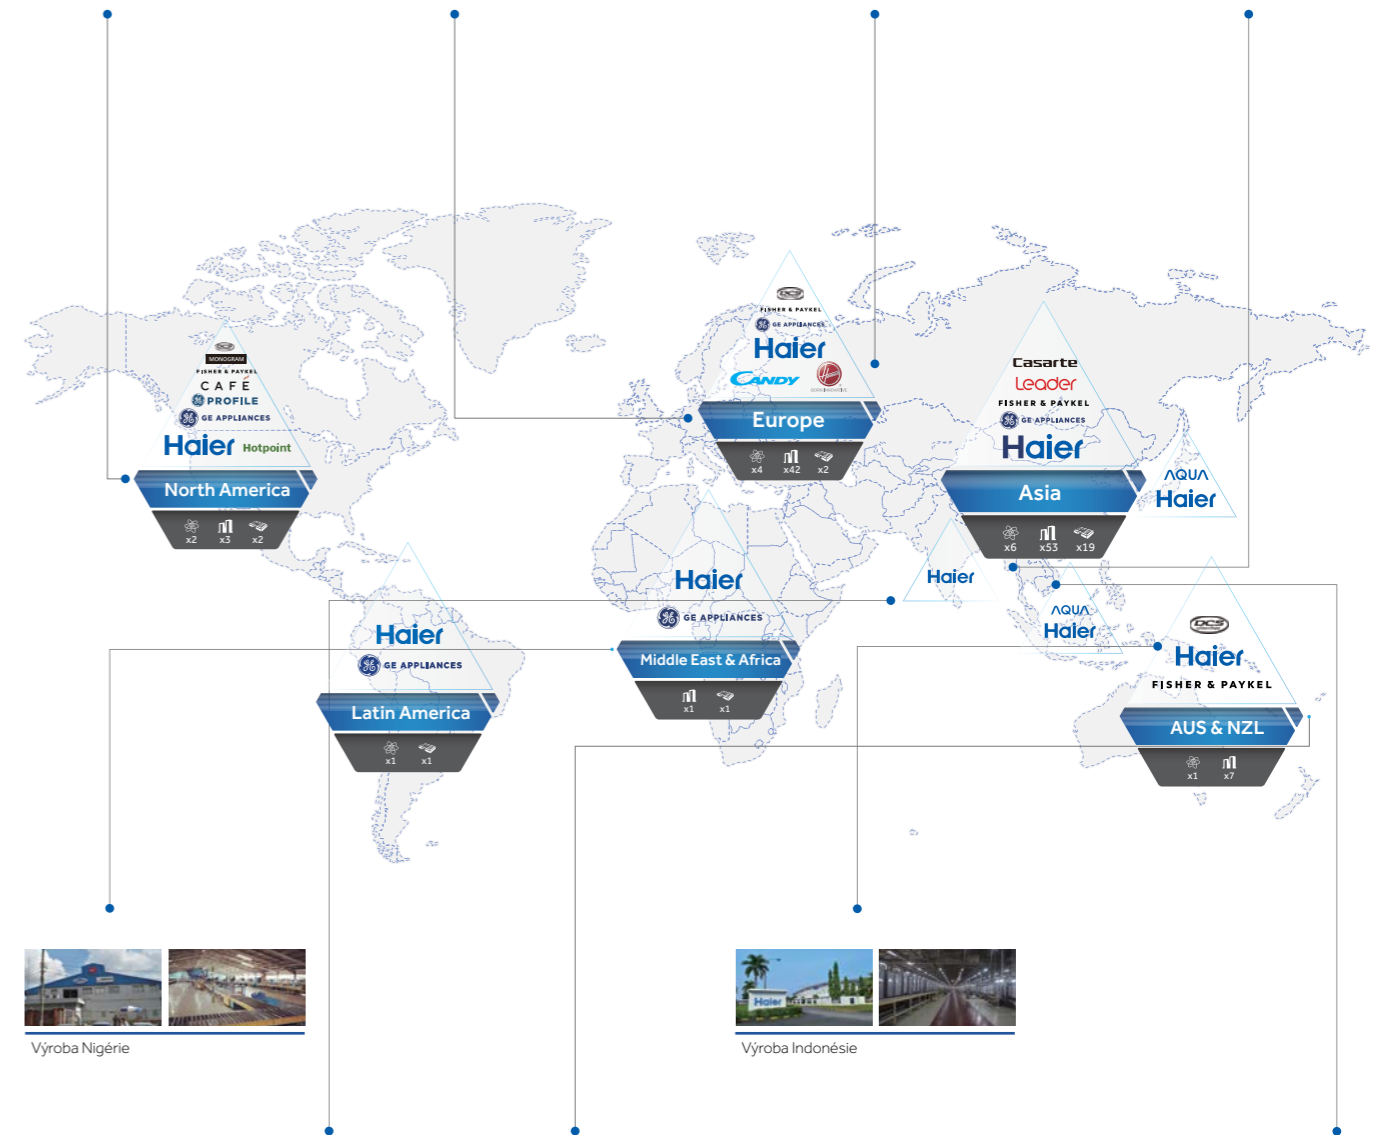 MONOGRAM
FISHER & PAYKEL
CAFÉ
GE PROFILE
GE APPLIANCES
Haier Hotpoint
North America
x2 x3 x2
FISHER & PAYKEL
GE APPLIANCES
Haier
CANDY Hoover
Europe
x4 x42 x2
Casarte
Leader
FISHER & PAYKEL
GE APPLIANCES
Haier
Asia
x6 x53 x19
AQUA
Haier
Haier
AQUA
Haier
Haier
GE APPLIANCES
Latin America
x1 x1
Haier
GE APPLIANCES
Middle East & Africa
x1 x1
DCS
Haier
FISHER & PAYKEL
AUS & NZL
x1 x7
Výroba Nigérie
Haier
Výroba Indonésie